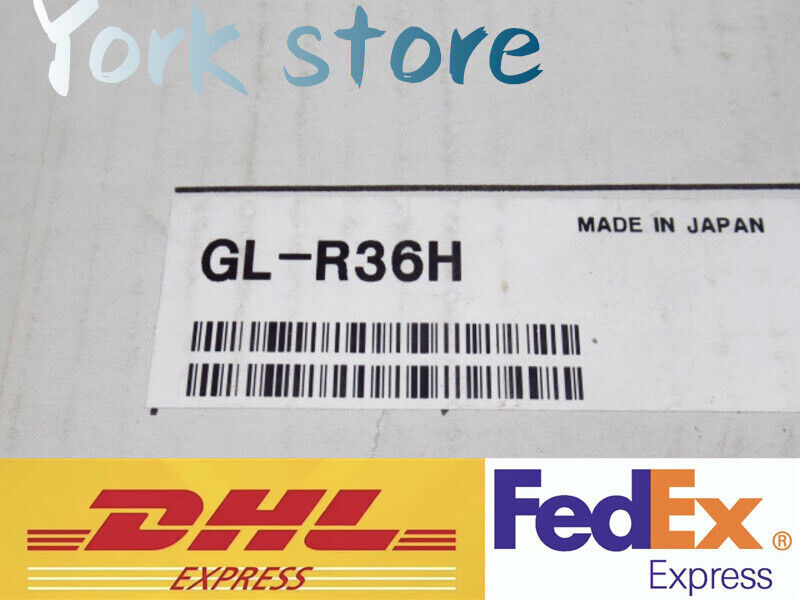 York store
MADE IN JAPAN
GL-R36H
DHL
EXPRESS
FedEx®
Express